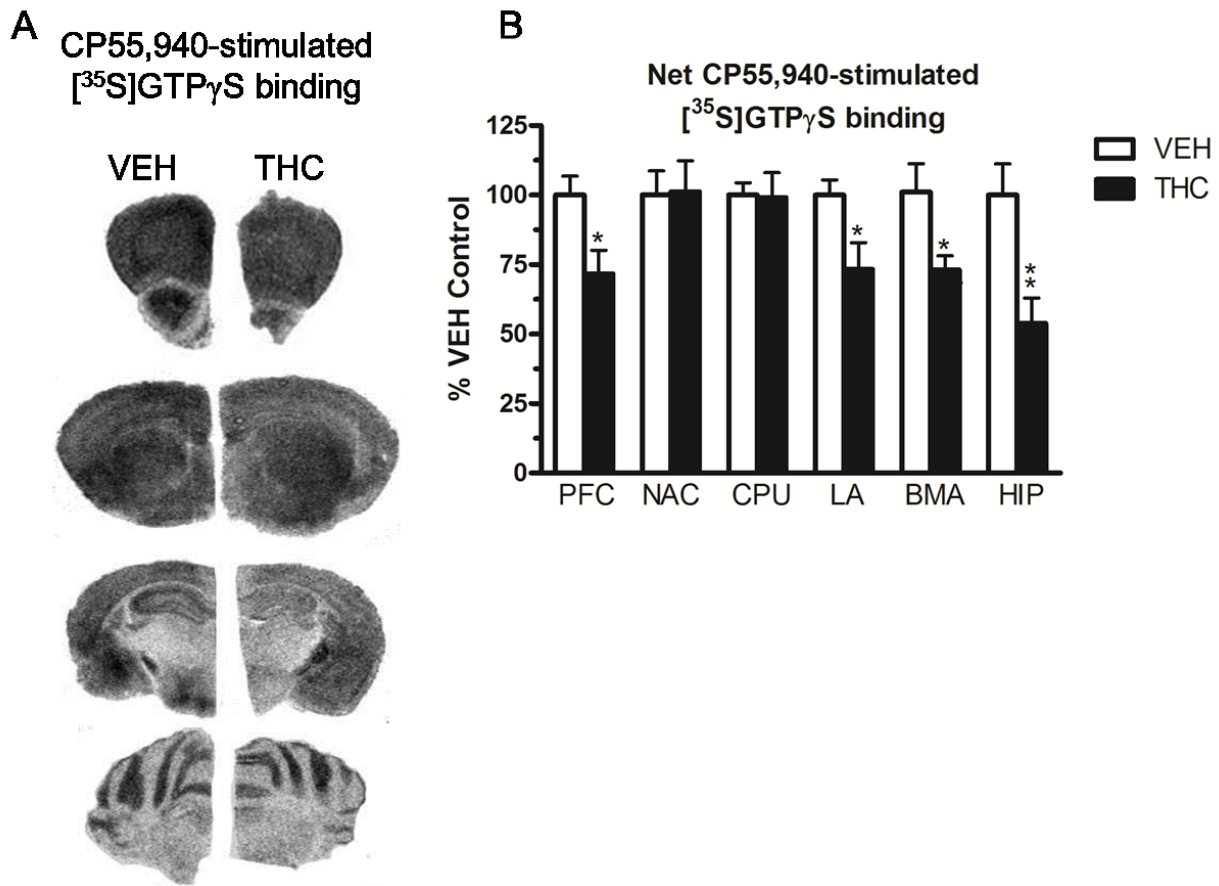 A
CP55,940-stimulated
[³⁵S]GTPγS binding
VEH THC
B
Net CP55,940-stimulated
[³⁵S]GTPγS binding
VEH
THC
% VEH Control
125
100
75
50
25
0
* * * **
PFC NAC CPU LA BMA HIP